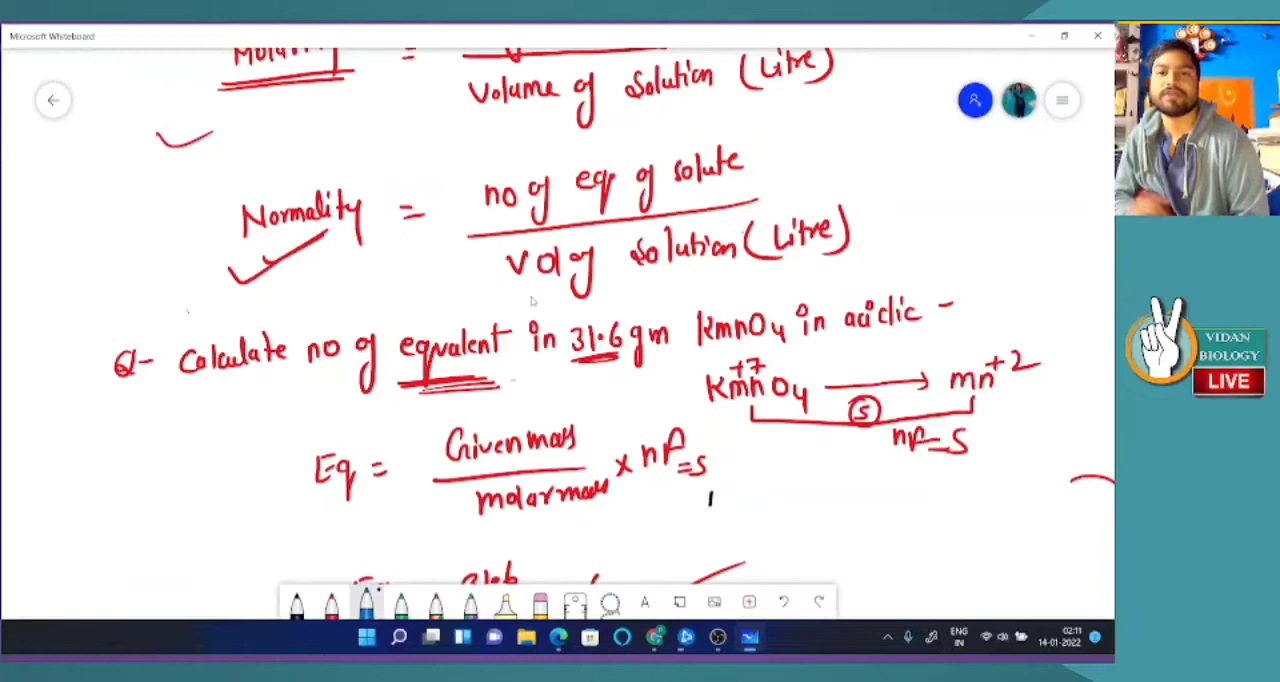 Microsoft Whiteboard
Volume of Solution (Litre)
Normality = no of eq of solute
Vol of Solution (Litre)
Q- Calculate no of eqvalent in 31.6 gm KmnO4 in acidic -
+7 +2
KmnO4 → mn
5
nf=5
Eq = Given mass
molar mass × nf =5
VIDAN
BIOLOGY
LIVE
ENG
IN
02:11
14-01-2022